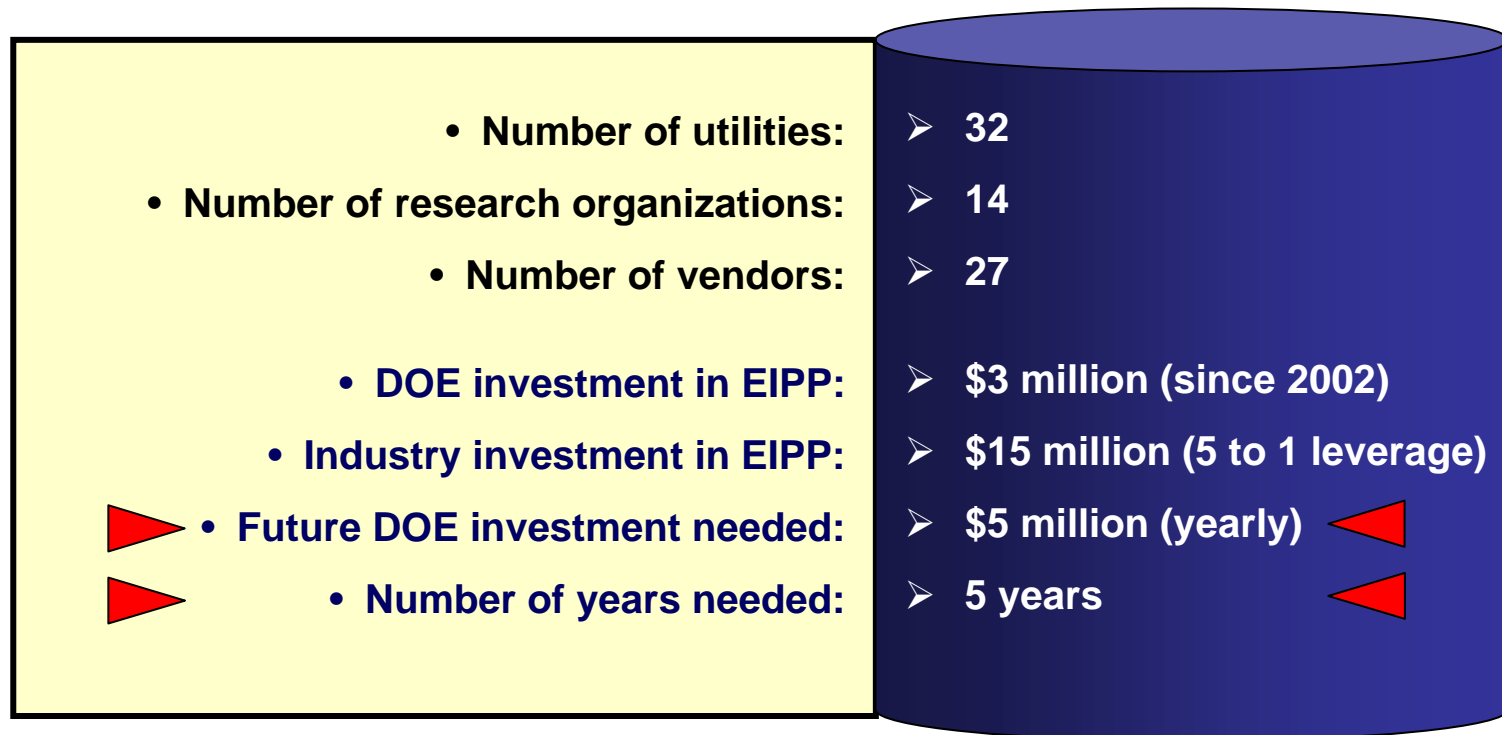 • Number of utilities: ➢ 32
• Number of research organizations: ➢ 14
• Number of vendors: ➢ 27
• DOE investment in EIPP: ➢ $3 million (since 2002)
• Industry investment in EIPP: ➢ $15 million (5 to 1 leverage)
• Future DOE investment needed: ➢ $5 million (yearly)
• Number of years needed: ➢ 5 years